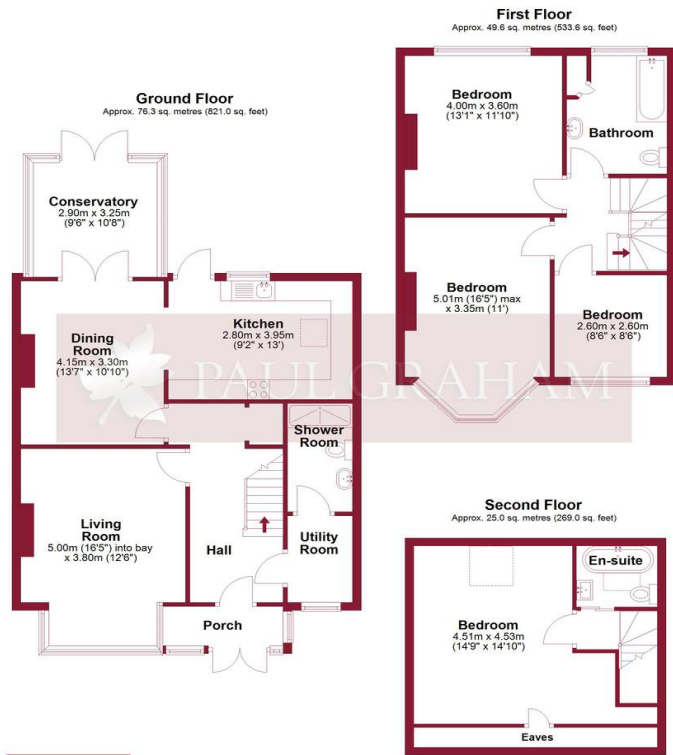 Ground Floor
Approx. 76.3 sq. metres (821.0 sq. feet)
Conservatory
2.90m x 3.25m
(9'6" x 10'8")
Dining
Room
4.15m x 3.30m
(13'7" x 10'10")
Kitchen
2.80m x 3.95m
(9'2" x 13')
Shower
Room
Living
Room
5.00m (16'5") into bay
x 3.80m (12'6")
Hall
Utility
Room
Porch
First Floor
Approx. 49.6 sq. metres (533.6 sq. feet)
Bedroom
4.00m x 3.60m
(13'1" x 11'10")
Bathroom
Bedroom
5.01m (16'5") max
x 3.35m (11')
Bedroom
2.60m x 2.60m
(8'6" x 8'6")
PAUL GRAHAM
Second Floor
Approx. 25.0 sq. metres (269.0 sq. feet)
En-suite
Bedroom
4.51m x 4.53m
(14'9" x 14'10")
Eaves